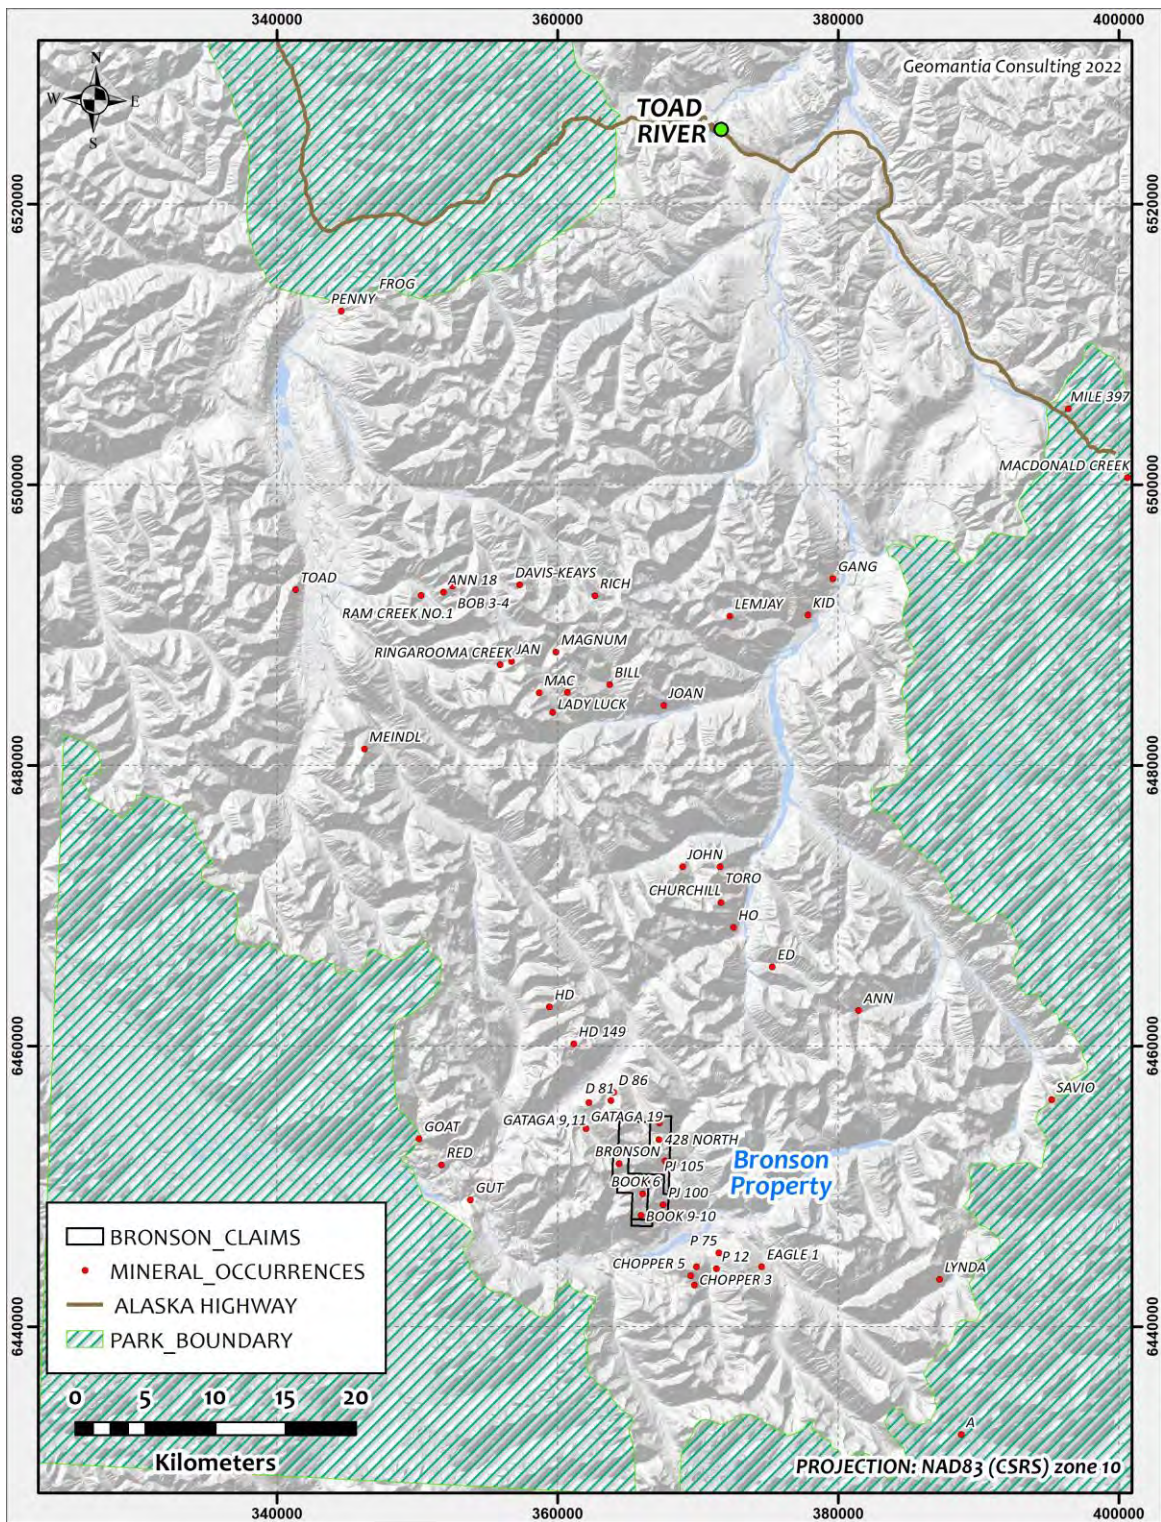 340000 360000 380000 400000
Geomantia Consulting 2022
N
W E
S
TOAD
RIVER
6520000 6520000
FROG
PENNY
MILE 397
MACDONALD CREEK
6500000 6500000
GANG
TOAD
ANN 18
DAVIS-KEAYS
RICH
RAM CREEK NO.1
BOB 3-4
LEMJAY
KID
MAGNUM
RINGAROOMA CREEK
JAN
BILL
MAC
LADY LUCK
JOAN
MEINDL
6480000 6480000
JOHN
TORO
CHURCHILL
HO
ED
HD
ANN
HD 149
6460000 6460000
D 86
D 81
SAVIO
GATAGA 9,11
GATAGA 19
GOAT
428 NORTH
BRONSON
RED
PJ 105
Bronson
Property
BOOK 6
GUT
PJ 100
BOOK 9-10
P 75
P 12
EAGLE 1
CHOPPER 5
CHOPPER 3
LYNDA
BRONSON_CLAIMS
MINERAL_OCCURRENCES
ALASKA HIGHWAY
PARK_BOUNDARY
6440000 6440000
0 5 10 15 20
Kilometers
A
PROJECTION: NAD83 (CSRS) zone 10
340000 360000 380000 400000